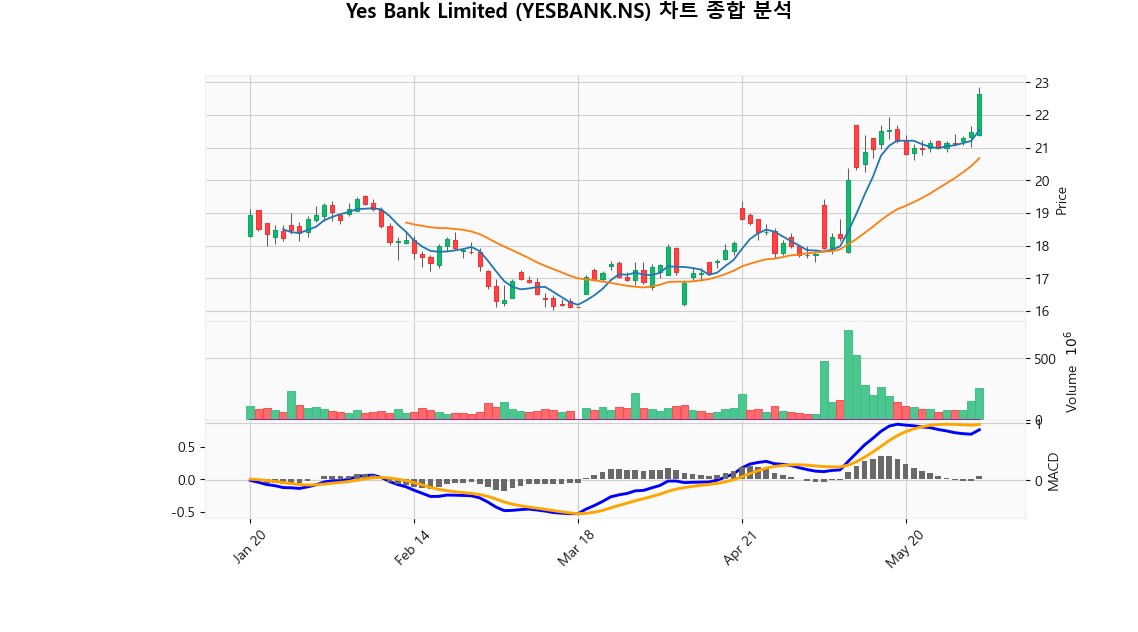 Yes Bank Limited (YESBANK.NS) 차트 종합 분석
23
22
21
20
19
18
17
16
Price
500
0
Volume 10^6
0.5
0.0
-0.5
1
0
MACD
Jan 20
Feb 14
Mar 18
Apr 21
May 20